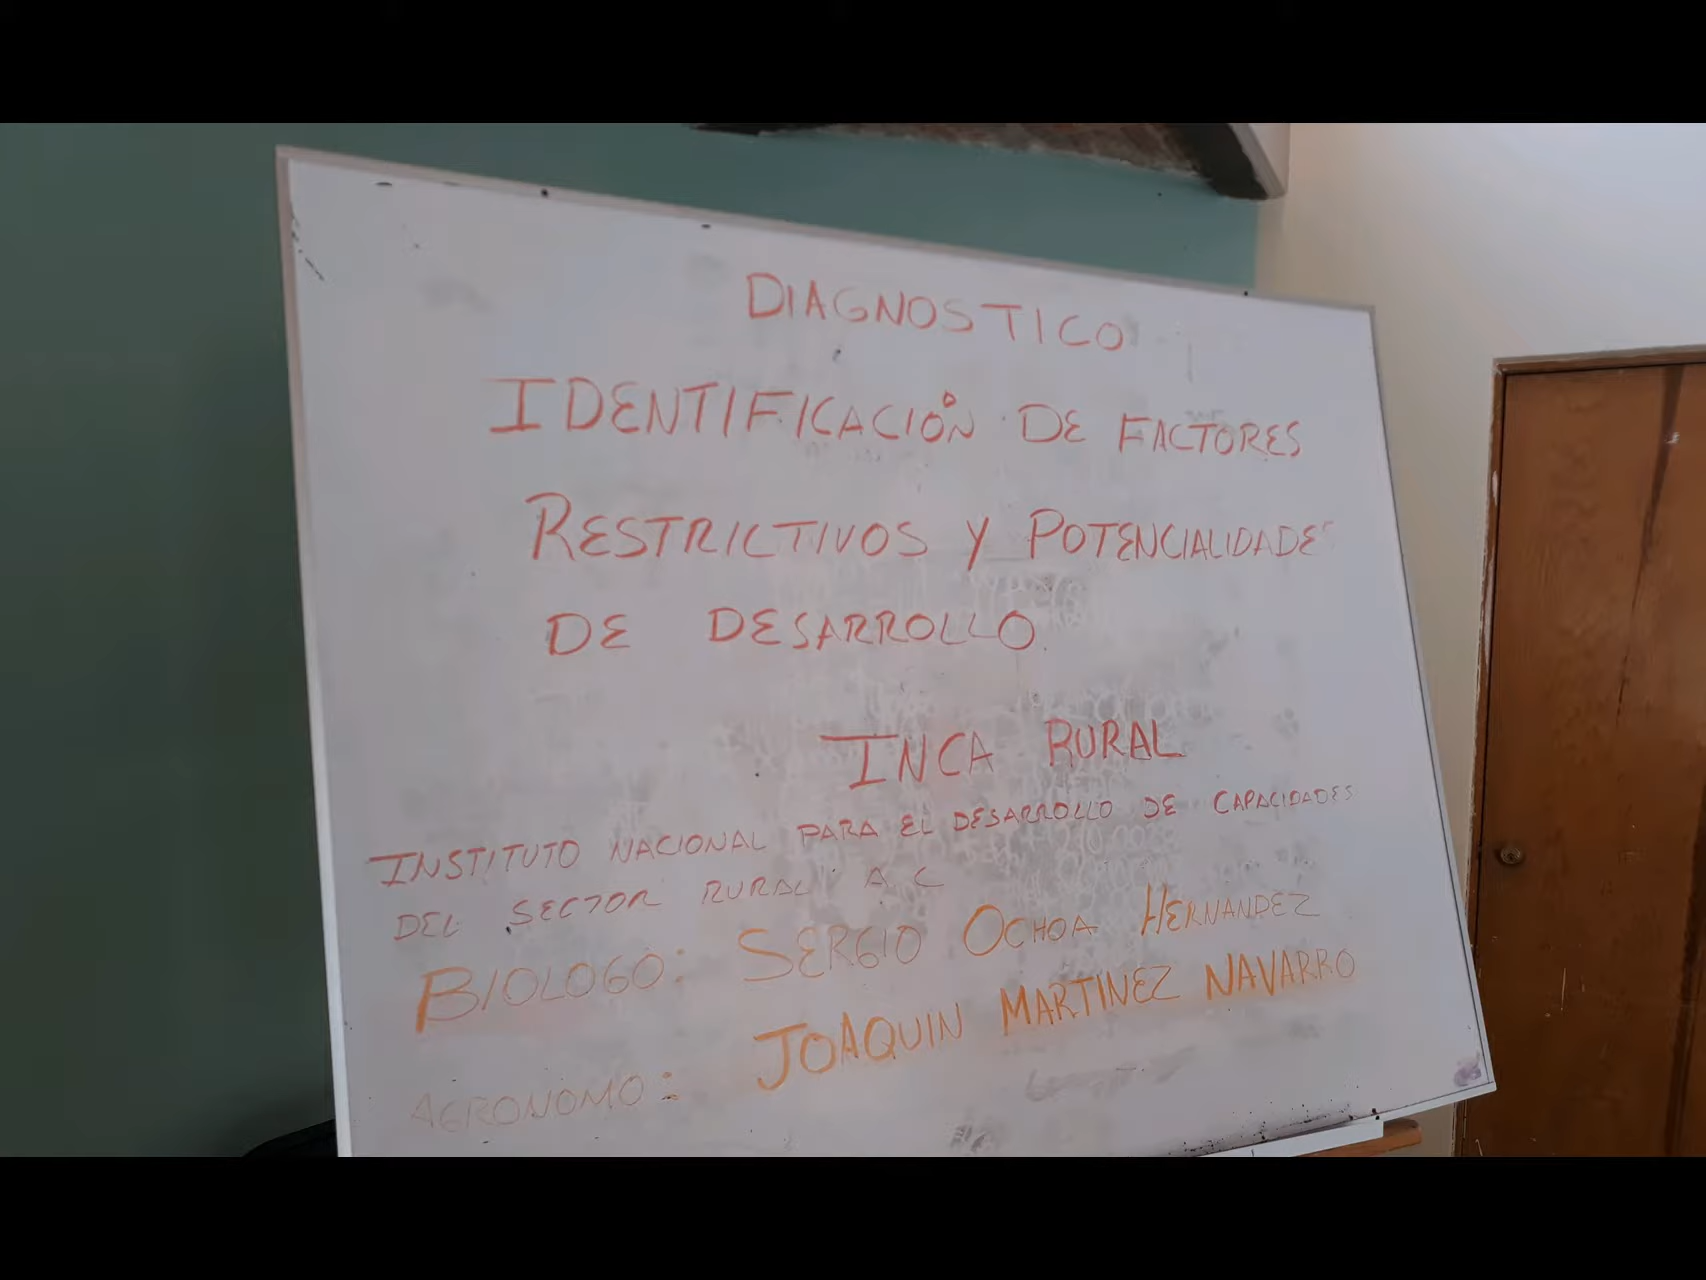 DIAGNOSTICO
IDENTIFICACIÓN DE FACTORES
RESTRICTIVOS Y POTENCIALIDADES
DE DESARROLLO.
INCA RURAL
INSTITUTO NACIONAL PARA EL DESARROLLO DE CAPACIDADES
DEL SECTOR RURAL A C
BIOLOGO: SERGIO OCHOA HERNANDEZ
AGRONOMO: JOAQUIN MARTINEZ NAVARRO